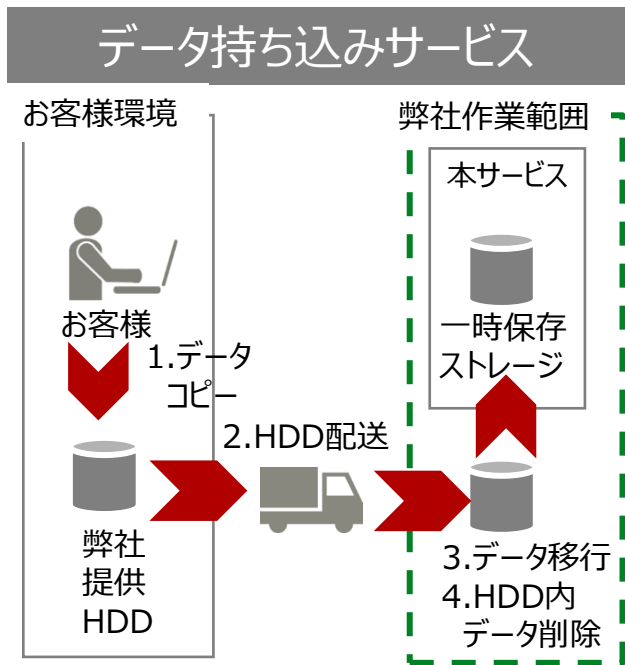 データ持ち込みサービス
お客様環境
お客様
1.データ
コピー
弊社
提供
HDD
2.HDD配送
弊社作業範囲
本サービス
一時保存
ストレージ
3.データ移行
4.HDD内
データ削除